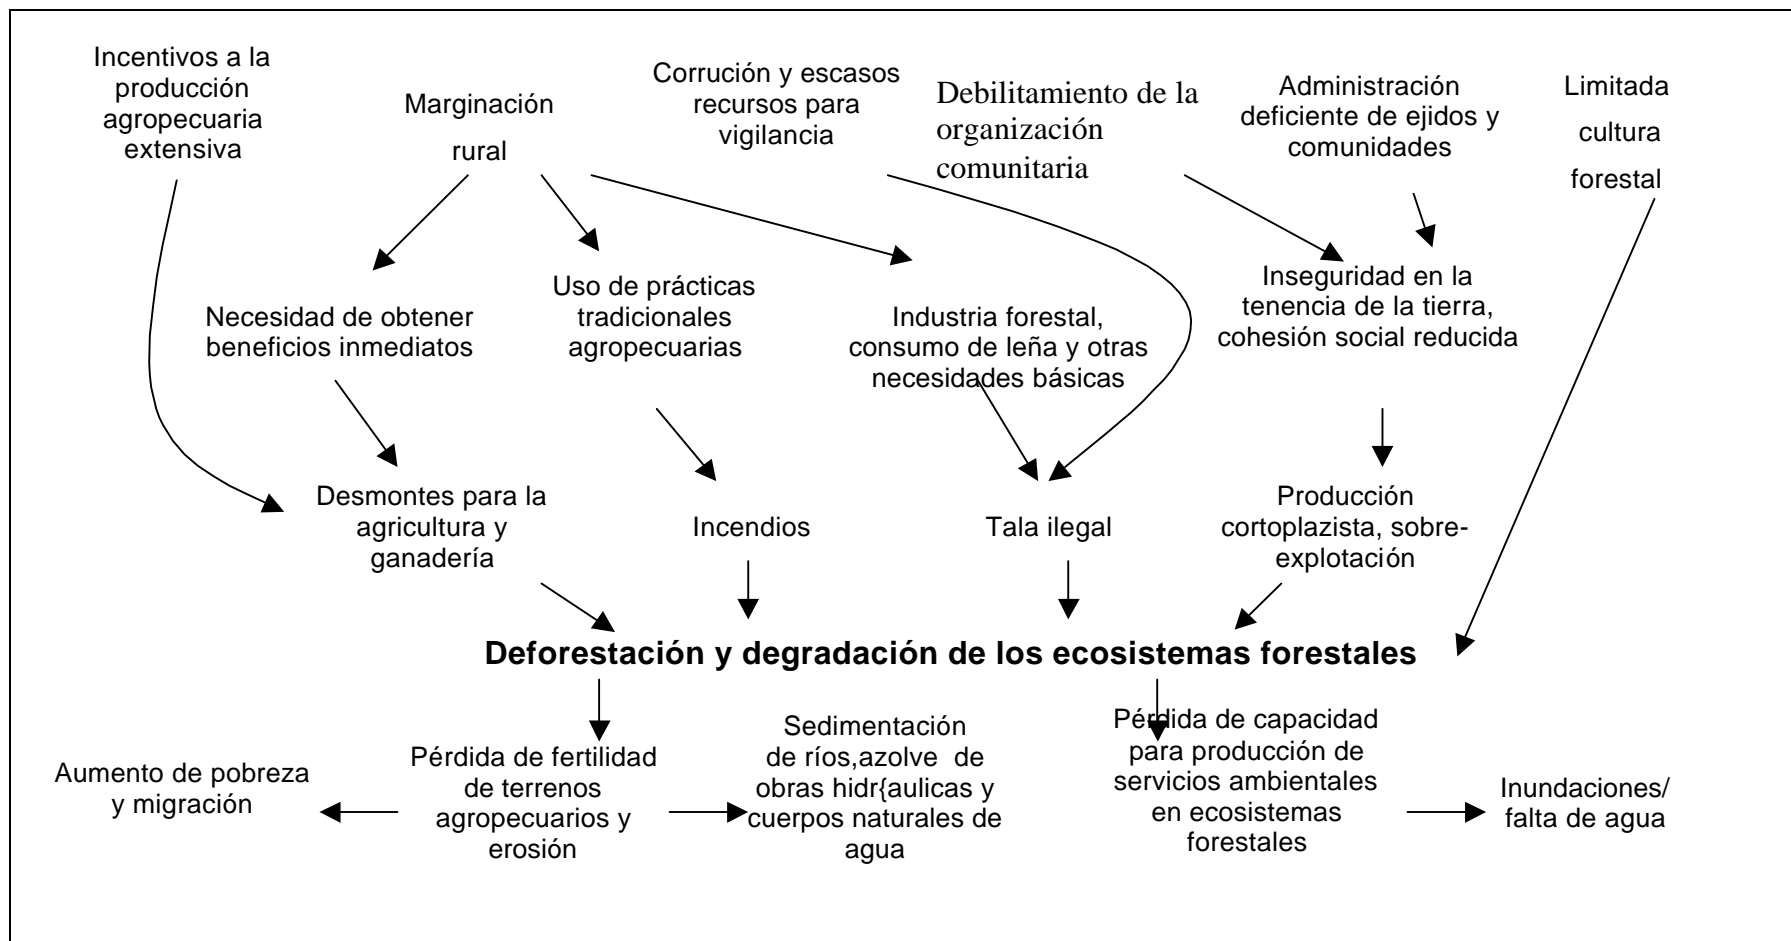 Incentivos a la
producción
agropecuaria
extensiva
Marginación
rural
Corrución y escasos
recursos para
vigilancia
Debilitamiento de la
organización
comunitaria
Administración
deficiente de ejidos y
comunidades
Limitada
cultura
forestal
Necesidad de obtener
beneficios inmediatos
Uso de prácticas
tradicionales
agropecuarias
Industria forestal,
consumo de leña y otras
necesidades básicas
Inseguridad en la
tenencia de la tierra,
cohesión social reducida
Desmontes para la
agricultura y
ganadería
Incendios
Tala ilegal
Producción
cortoplazista, sobre-
explotación
Deforestación y degradación de los ecosistemas forestales
Aumento de pobreza
y migración
Pérdida de fertilidad
de terrenos
agropecuarios y
erosión
Sedimentación
de ríos,azolve de
obras hidr{aulicas y
cuerpos naturales de
agua
Pérdida de capacidad
para producción de
servicios ambientales
en ecosistemas
forestales
Inundaciones/
falta de agua